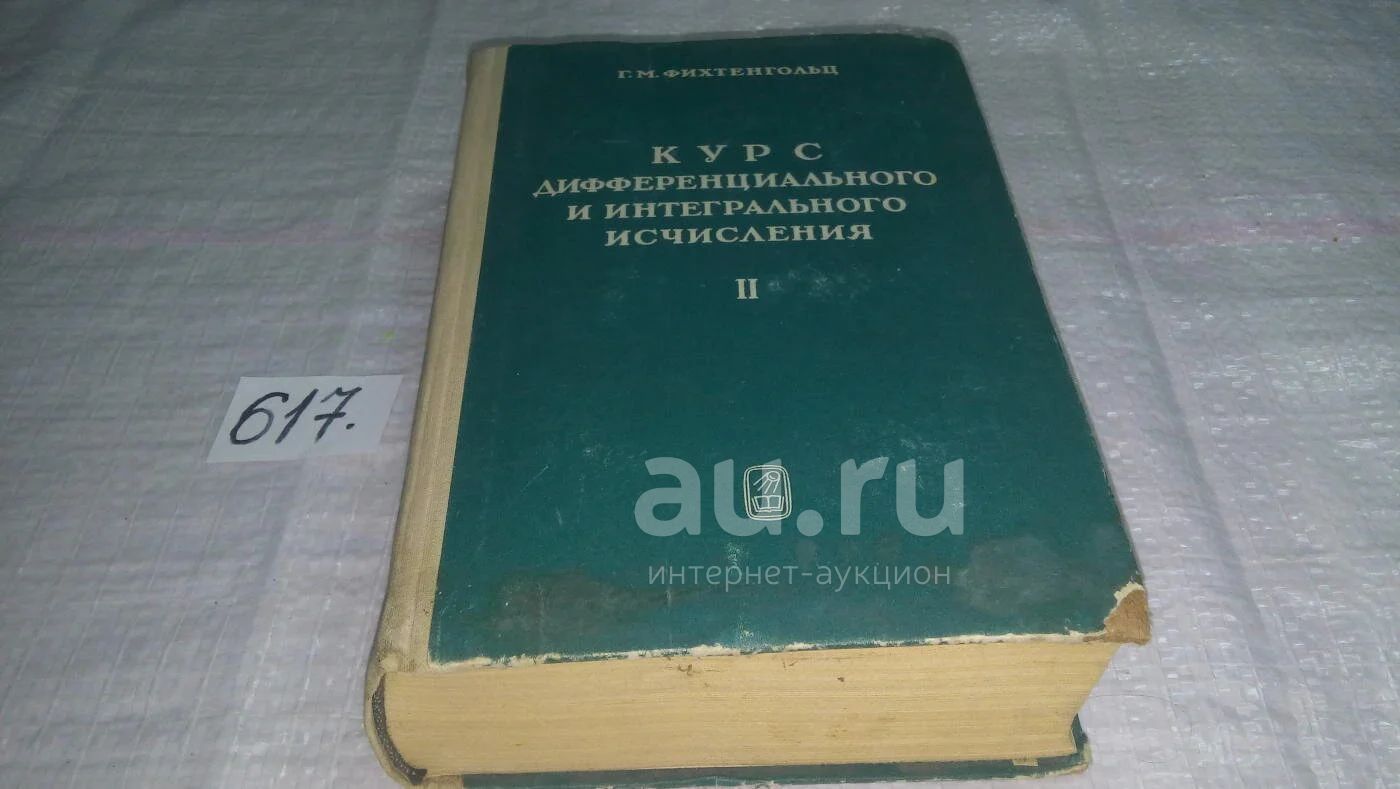 Г. М. ФИХТЕНГОЛЬЦ
КУРС
ДИФФЕРЕНЦИАЛЬНОГО
И ИНТЕГРАЛЬНОГО
ИСЧИСЛЕНИЯ
II
617.
au.ru
интернет-аукцион